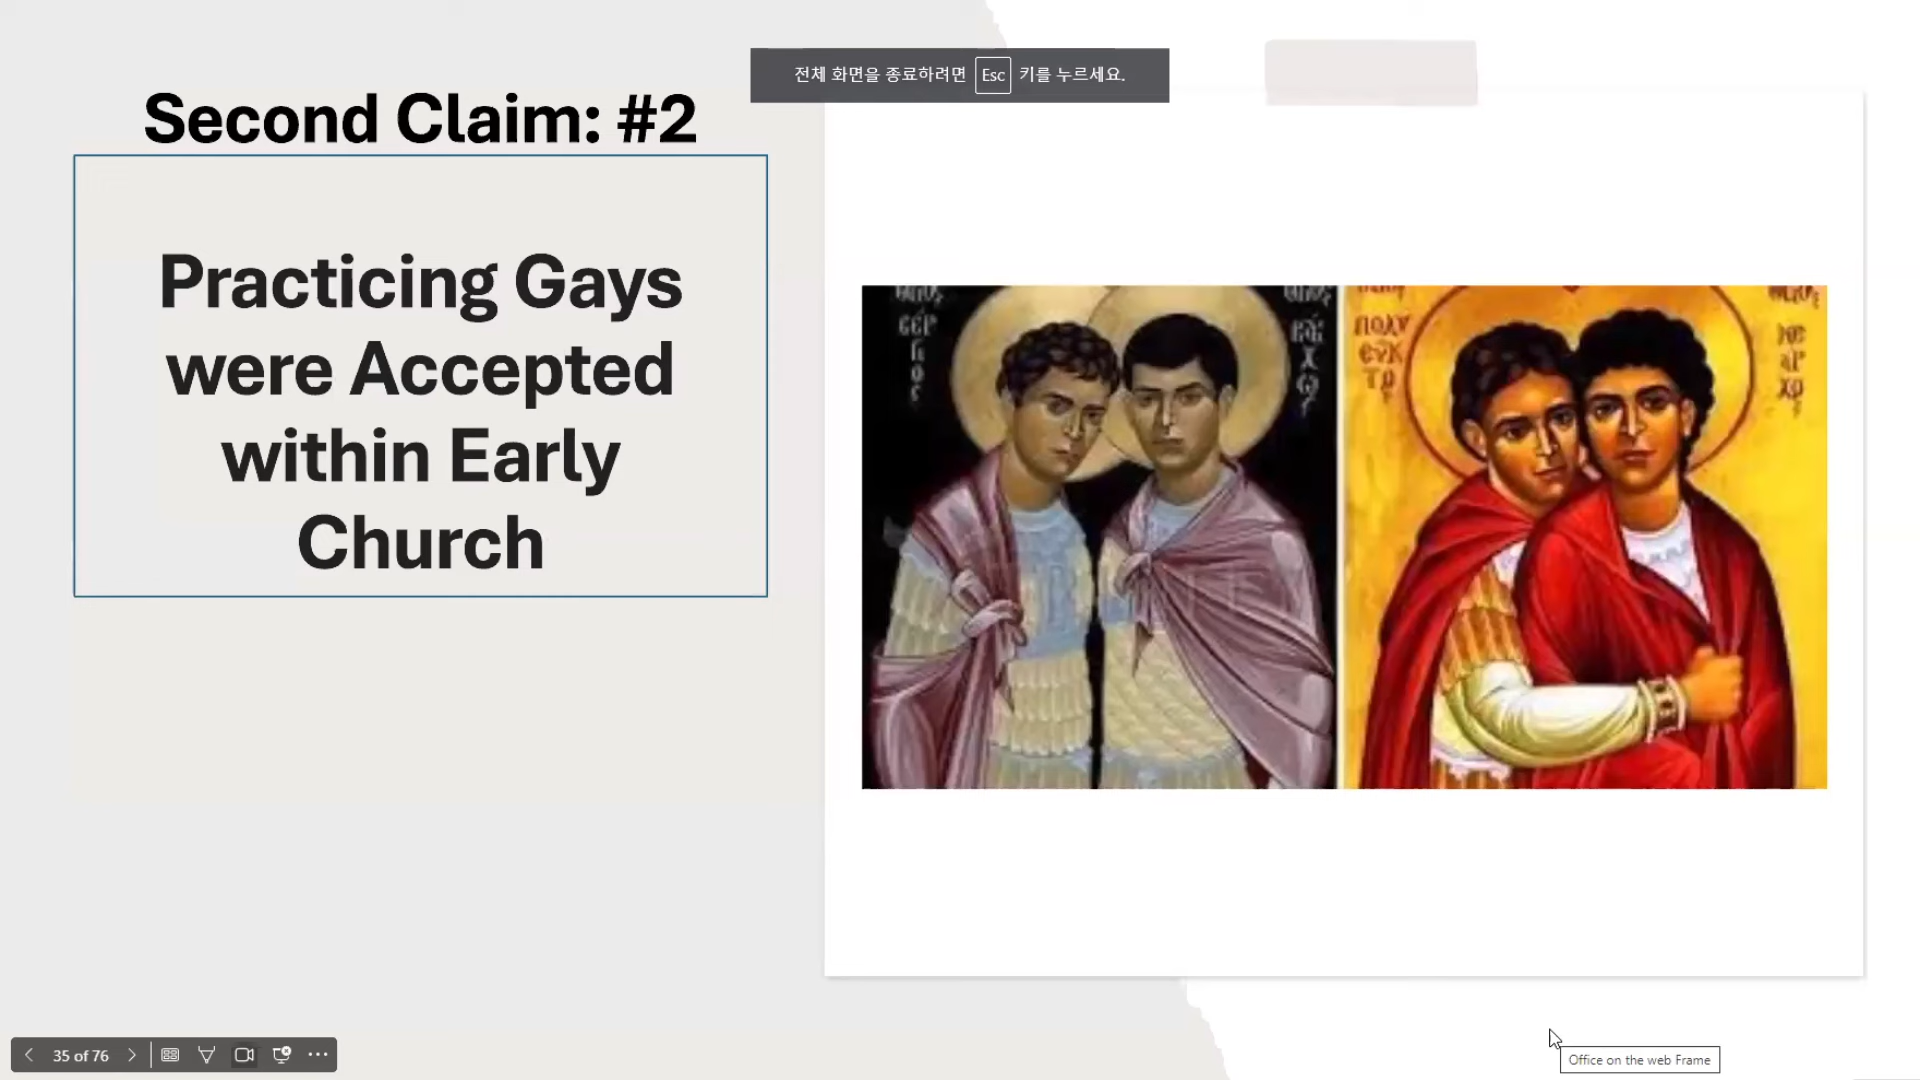 전체 화면을 종료하려면 Esc 키를 누르세요.
Second Claim: #2
Practicing Gays
were Accepted
within Early
Church
35 of 76
Office on the web Frame